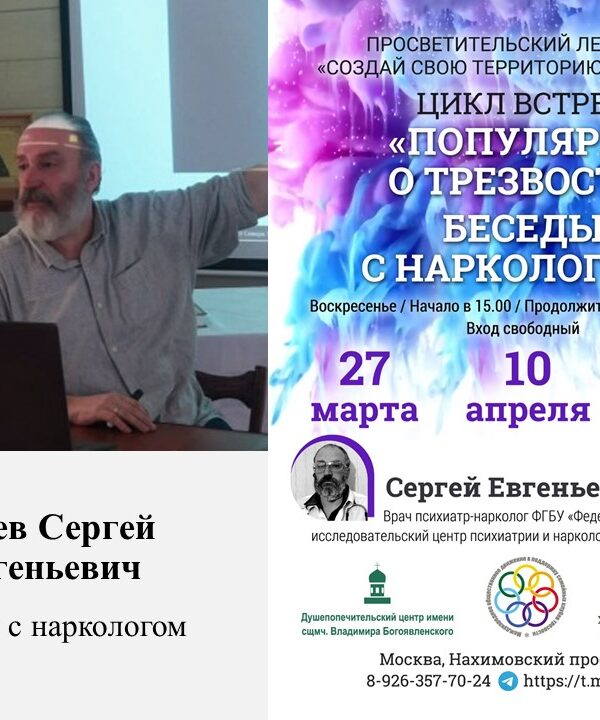 ев Сергей
геньевич
с наркологом
ПРОСВЕТИТЕЛЬСКИЙ ЛЕ
«СОЗДАЙ СВОЮ ТЕРРИТОРИЮ
ЦИКЛ ВСТРЕ
«ПОПУЛЯР
О ТРЕЗВОСТ
БЕСЕДЫ
С НАРКОЛОГ
Воскресенье / Начало в 15.00 / Продолжит
Вход свободный
27 марта
10 апреля
Сергей Евгенье
Врач психиатр-нарколог ФГБУ «Феде
исследовательский центр психиатрии и нарколо
Душепопечительский центр имени
сщмч. Владимира Богоявленского
Москва, Нахимовский про
8-926-357-70-24 https://t.m